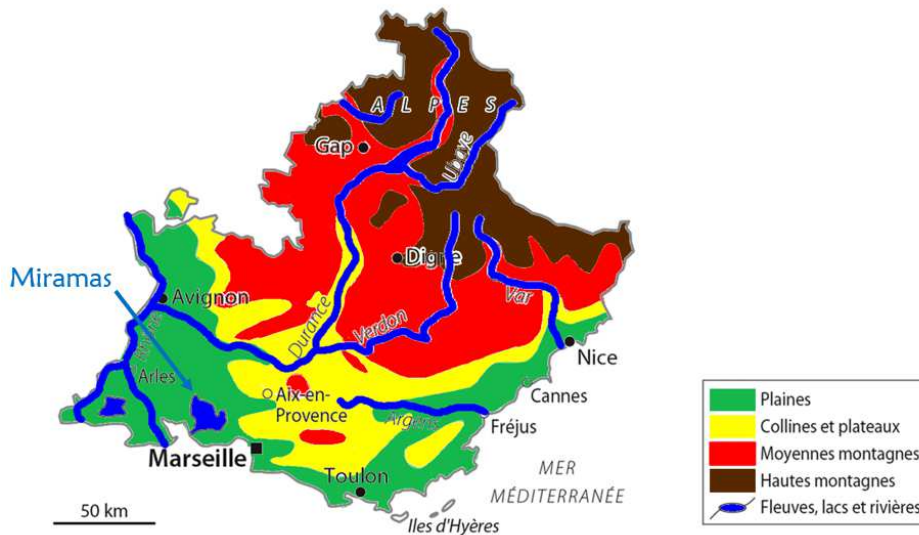 ALPES
Gap
Ubaye
Digne
Miramas
Avignon
Durance
Verdon
Var
Nice
Rhône
Arles
Aix-en-
Provence
Argens
Cannes
Fréjus
Marseille
Toulon
MER
MÉDITERRANÉE
Iles d'Hyères
50 km
Plaines
Collines et plateaux
Moyennes montagnes
Hautes montagnes
Fleuves, lacs et rivières